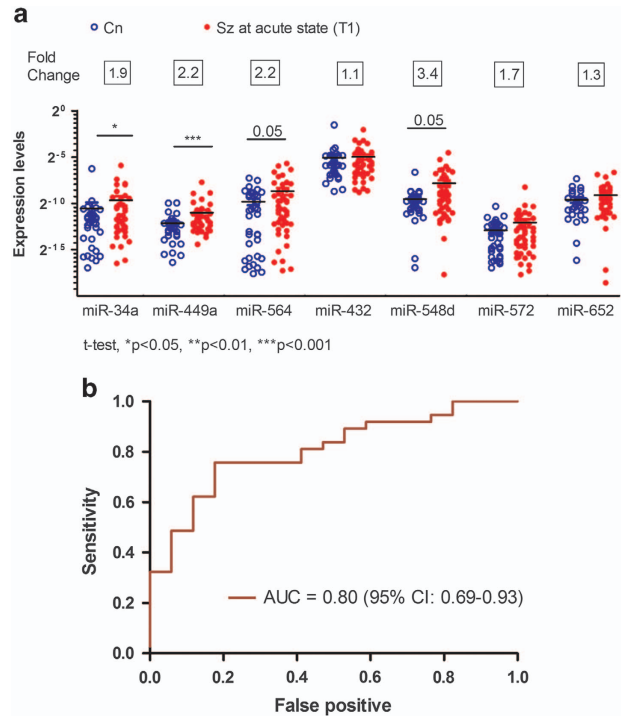 a
Cn Sz at acute state (T1)
Fold
Change
1.9 2.2 2.2 1.1 3.4 1.7 1.3
Expression levels
2⁰
2⁻⁵
2⁻¹⁰
2⁻¹⁵
* *** 0.05 0.05
miR-34a miR-449a miR-564 miR-432 miR-548d miR-572 miR-652
t-test, *p<0.05, **p<0.01, ***p<0.001
b
Sensitivity
1.0
0.8
0.6
0.4
0.2
0.0
AUC = 0.80 (95% CI: 0.69-0.93)
0.0 0.2 0.4 0.6 0.8 1.0
False positive